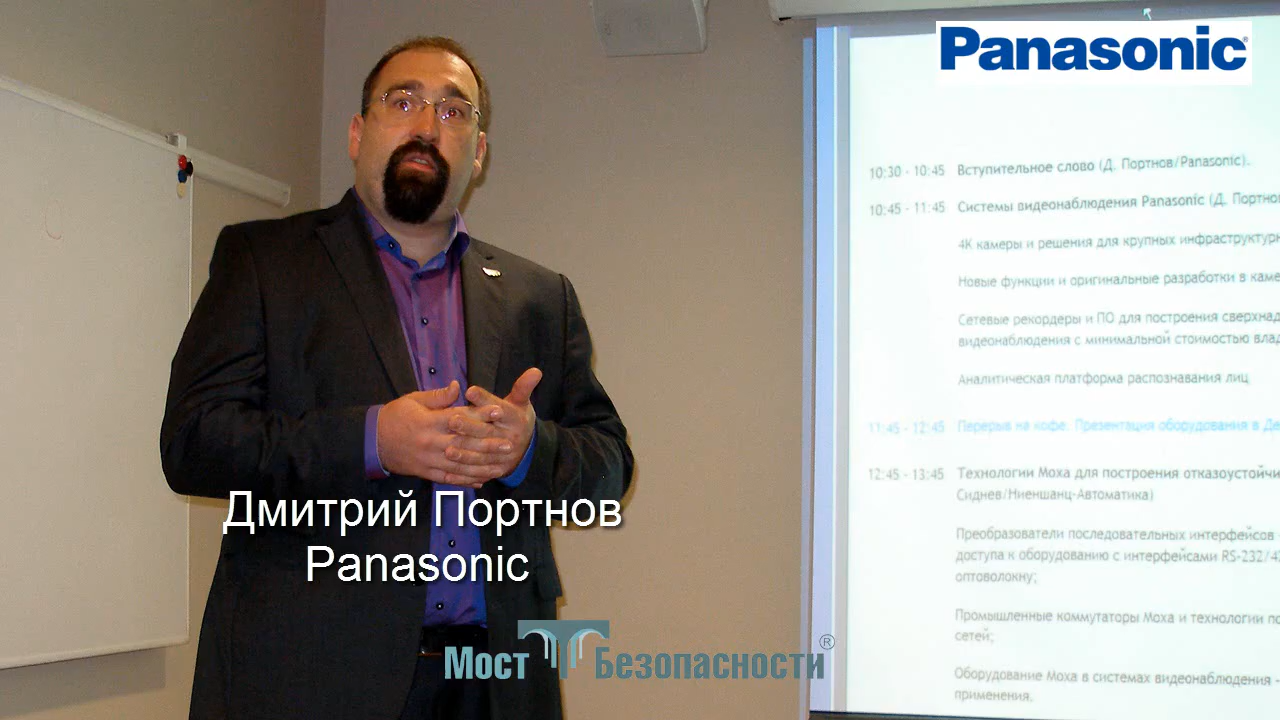 Panasonic®
10:30 - 10:45 Вступительное слово (Д. Портнов/Panasonic).
10:45 - 11:45 Системы видеонаблюдения Panasonic (Д. Портнов
4К камеры и решения для крупных инфраструктурн
Новые функции и оригинальные разработки в каме
Сетевые рекордеры и ПО для построения сверхнад
видеонаблюдения с минимальной стоимостью влад
Аналитическая платформа распознавания лиц
11:45 - 12:45 Перерыв на кофе. Презентация оборудования в Де
12:45 - 13:45 Технологии Moxa для построения отказоустойчи
Сиднев/Ниеншанц-Автоматика)
Преобразователи последовательных интерфейсов
доступа к оборудованию с интерфейсами RS-232/42
оптоволокну;
Промышленные коммутаторы Moxa и технологии по
сетей;
Оборудование Moxa в системах видеонаблюдения -
применения.
Дмитрий Портнов
Panasonic
Мост Безопасности®